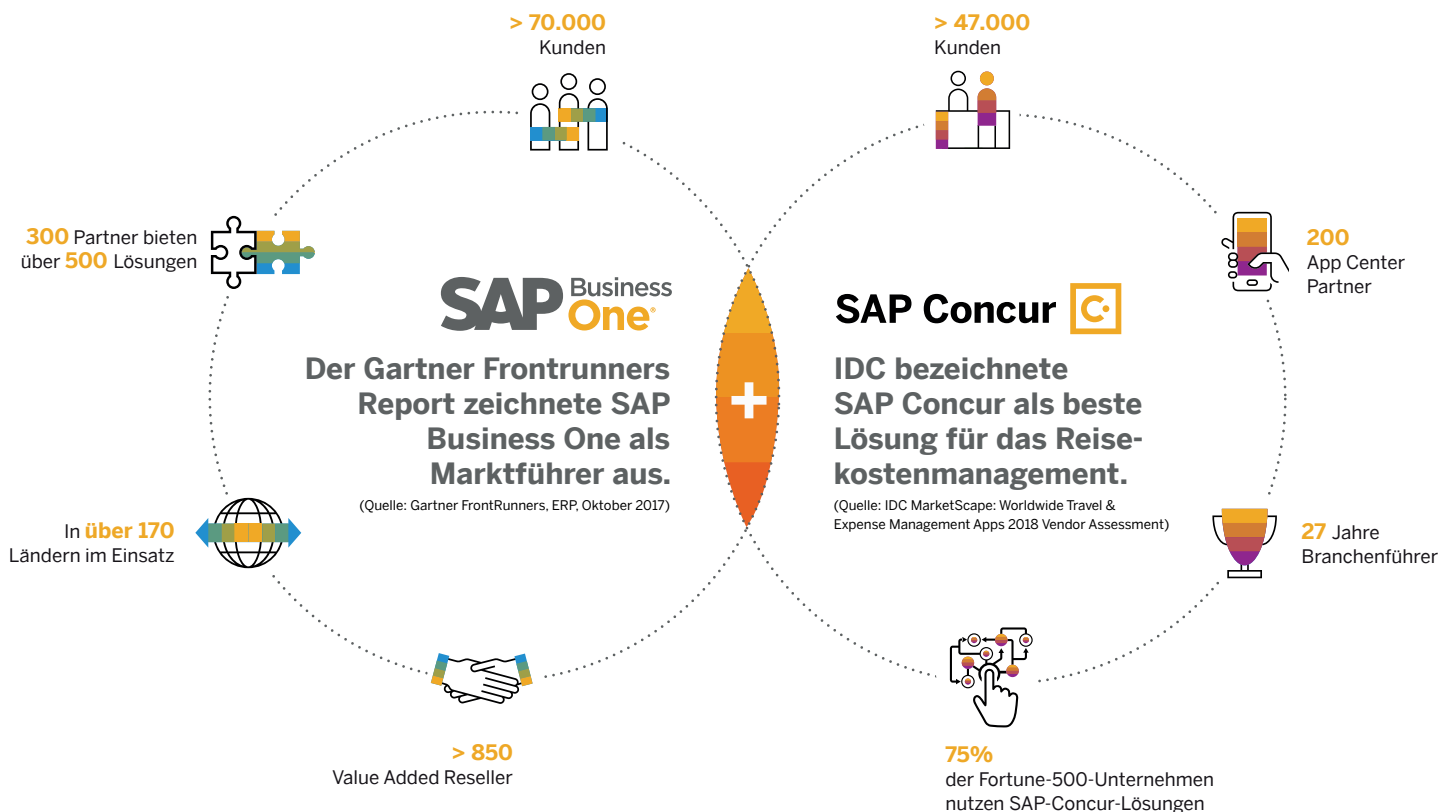 > 70.000
Kunden
> 47.000
Kunden
300 Partner bieten
über 500 Lösungen
200
App Center
Partner
SAP Business One®
Der Gartner Frontrunners
Report zeichnete SAP
Business One als
Marktführer aus.
(Quelle: Gartner FrontRunners, ERP, Oktober 2017)
+
SAP Concur C.
IDC bezeichnete
SAP Concur als beste
Lösung für das Reise-
kostenmanagement.
(Quelle: IDC MarketScape: Worldwide Travel &
Expense Management Apps 2018 Vendor Assessment)
In über 170
Ländern im Einsatz
27 Jahre
Branchenführer
> 850
Value Added Reseller
75%
der Fortune-500-Unternehmen
nutzen SAP-Concur-Lösungen